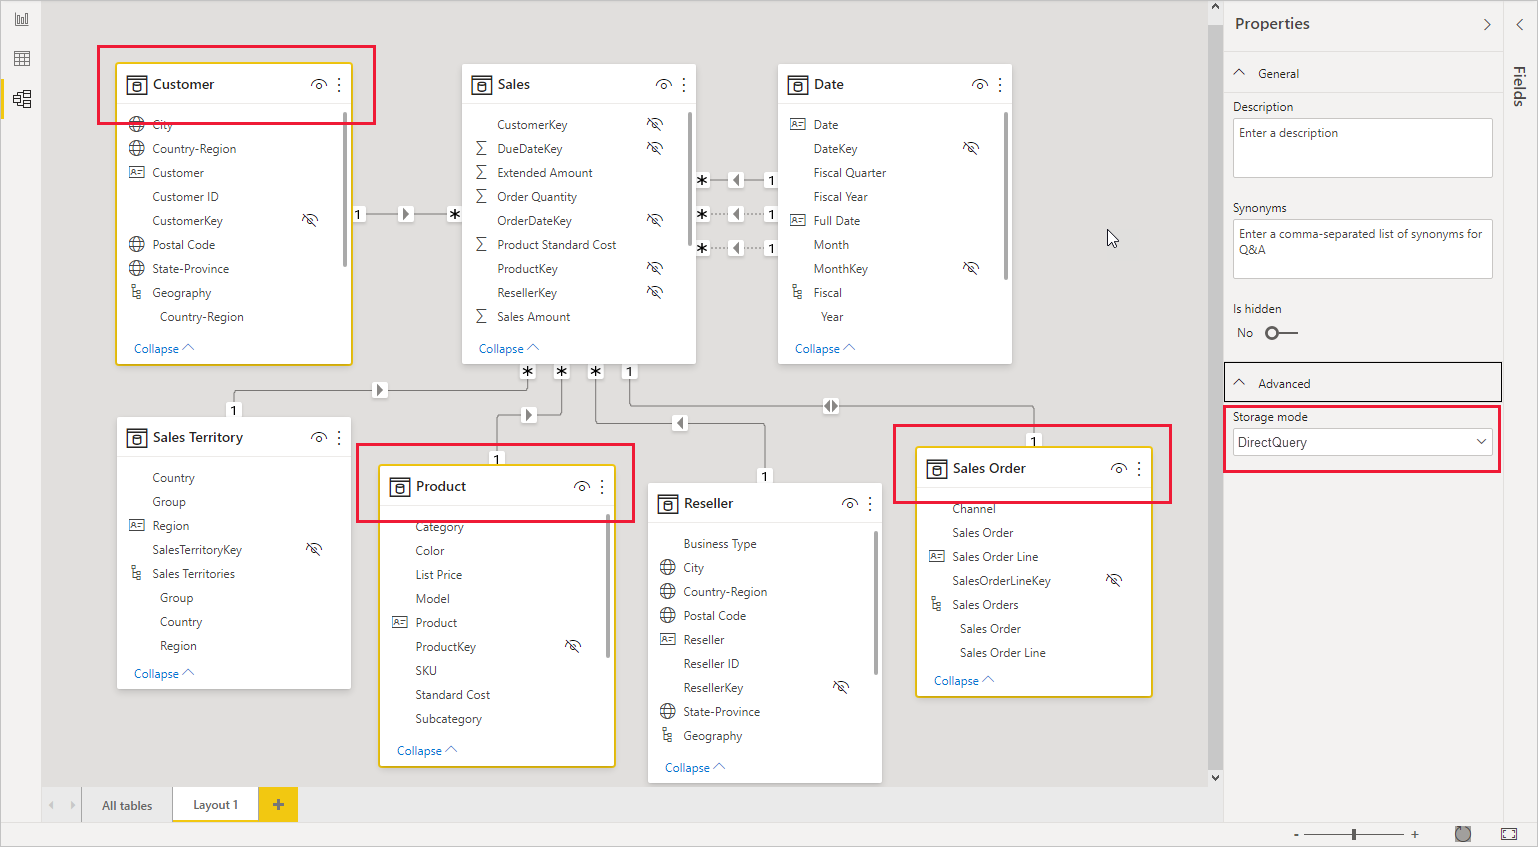 Customer
City
Country-Region
Customer
Customer ID
CustomerKey
Postal Code
State-Province
Geography
Country-Region
Collapse
Sales
CustomerKey
DueDateKey
Extended Amount
Order Quantity
OrderDateKey
Product Standard Cost
ProductKey
ResellerKey
Sales Amount
Collapse
Date
Date
DateKey
Fiscal Quarter
Fiscal Year
Full Date
Month
MonthKey
Fiscal
Year
Collapse
1
*
* 1
* 1
* 1
* * * 1
1
Sales Territory
Country
Group
Region
SalesTerritoryKey
Sales Territories
Group
Country
Region
Collapse
1
Product
Category
Color
List Price
Model
Product
ProductKey
SKU
Standard Cost
Subcategory
Collapse
1
Reseller
Business Type
City
Country-Region
Postal Code
Reseller
Reseller ID
ResellerKey
State-Province
Geography
Collapse
1
Sales Order
Channel
Sales Order
Sales Order Line
SalesOrderLineKey
Sales Orders
Sales Order
Sales Order Line
Collapse
Properties
General
Description
Enter a description
Synonyms
Enter a comma-separated list of synonyms for
Q&A
Is hidden
No
Advanced
Storage mode
DirectQuery
Fields
All tables
Layout 1
+
- +